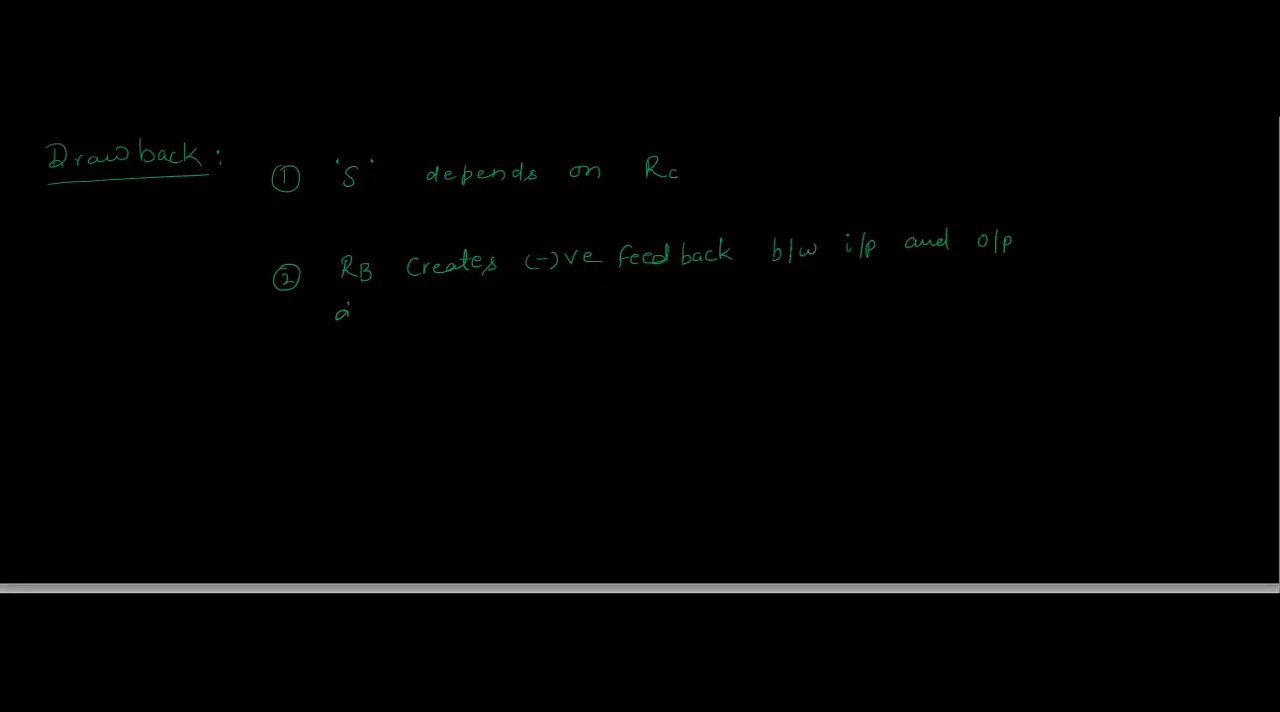 Drawback : ① 'S' depends on RC
② RB Creates (-)ve feedback b/w i/p and o/p